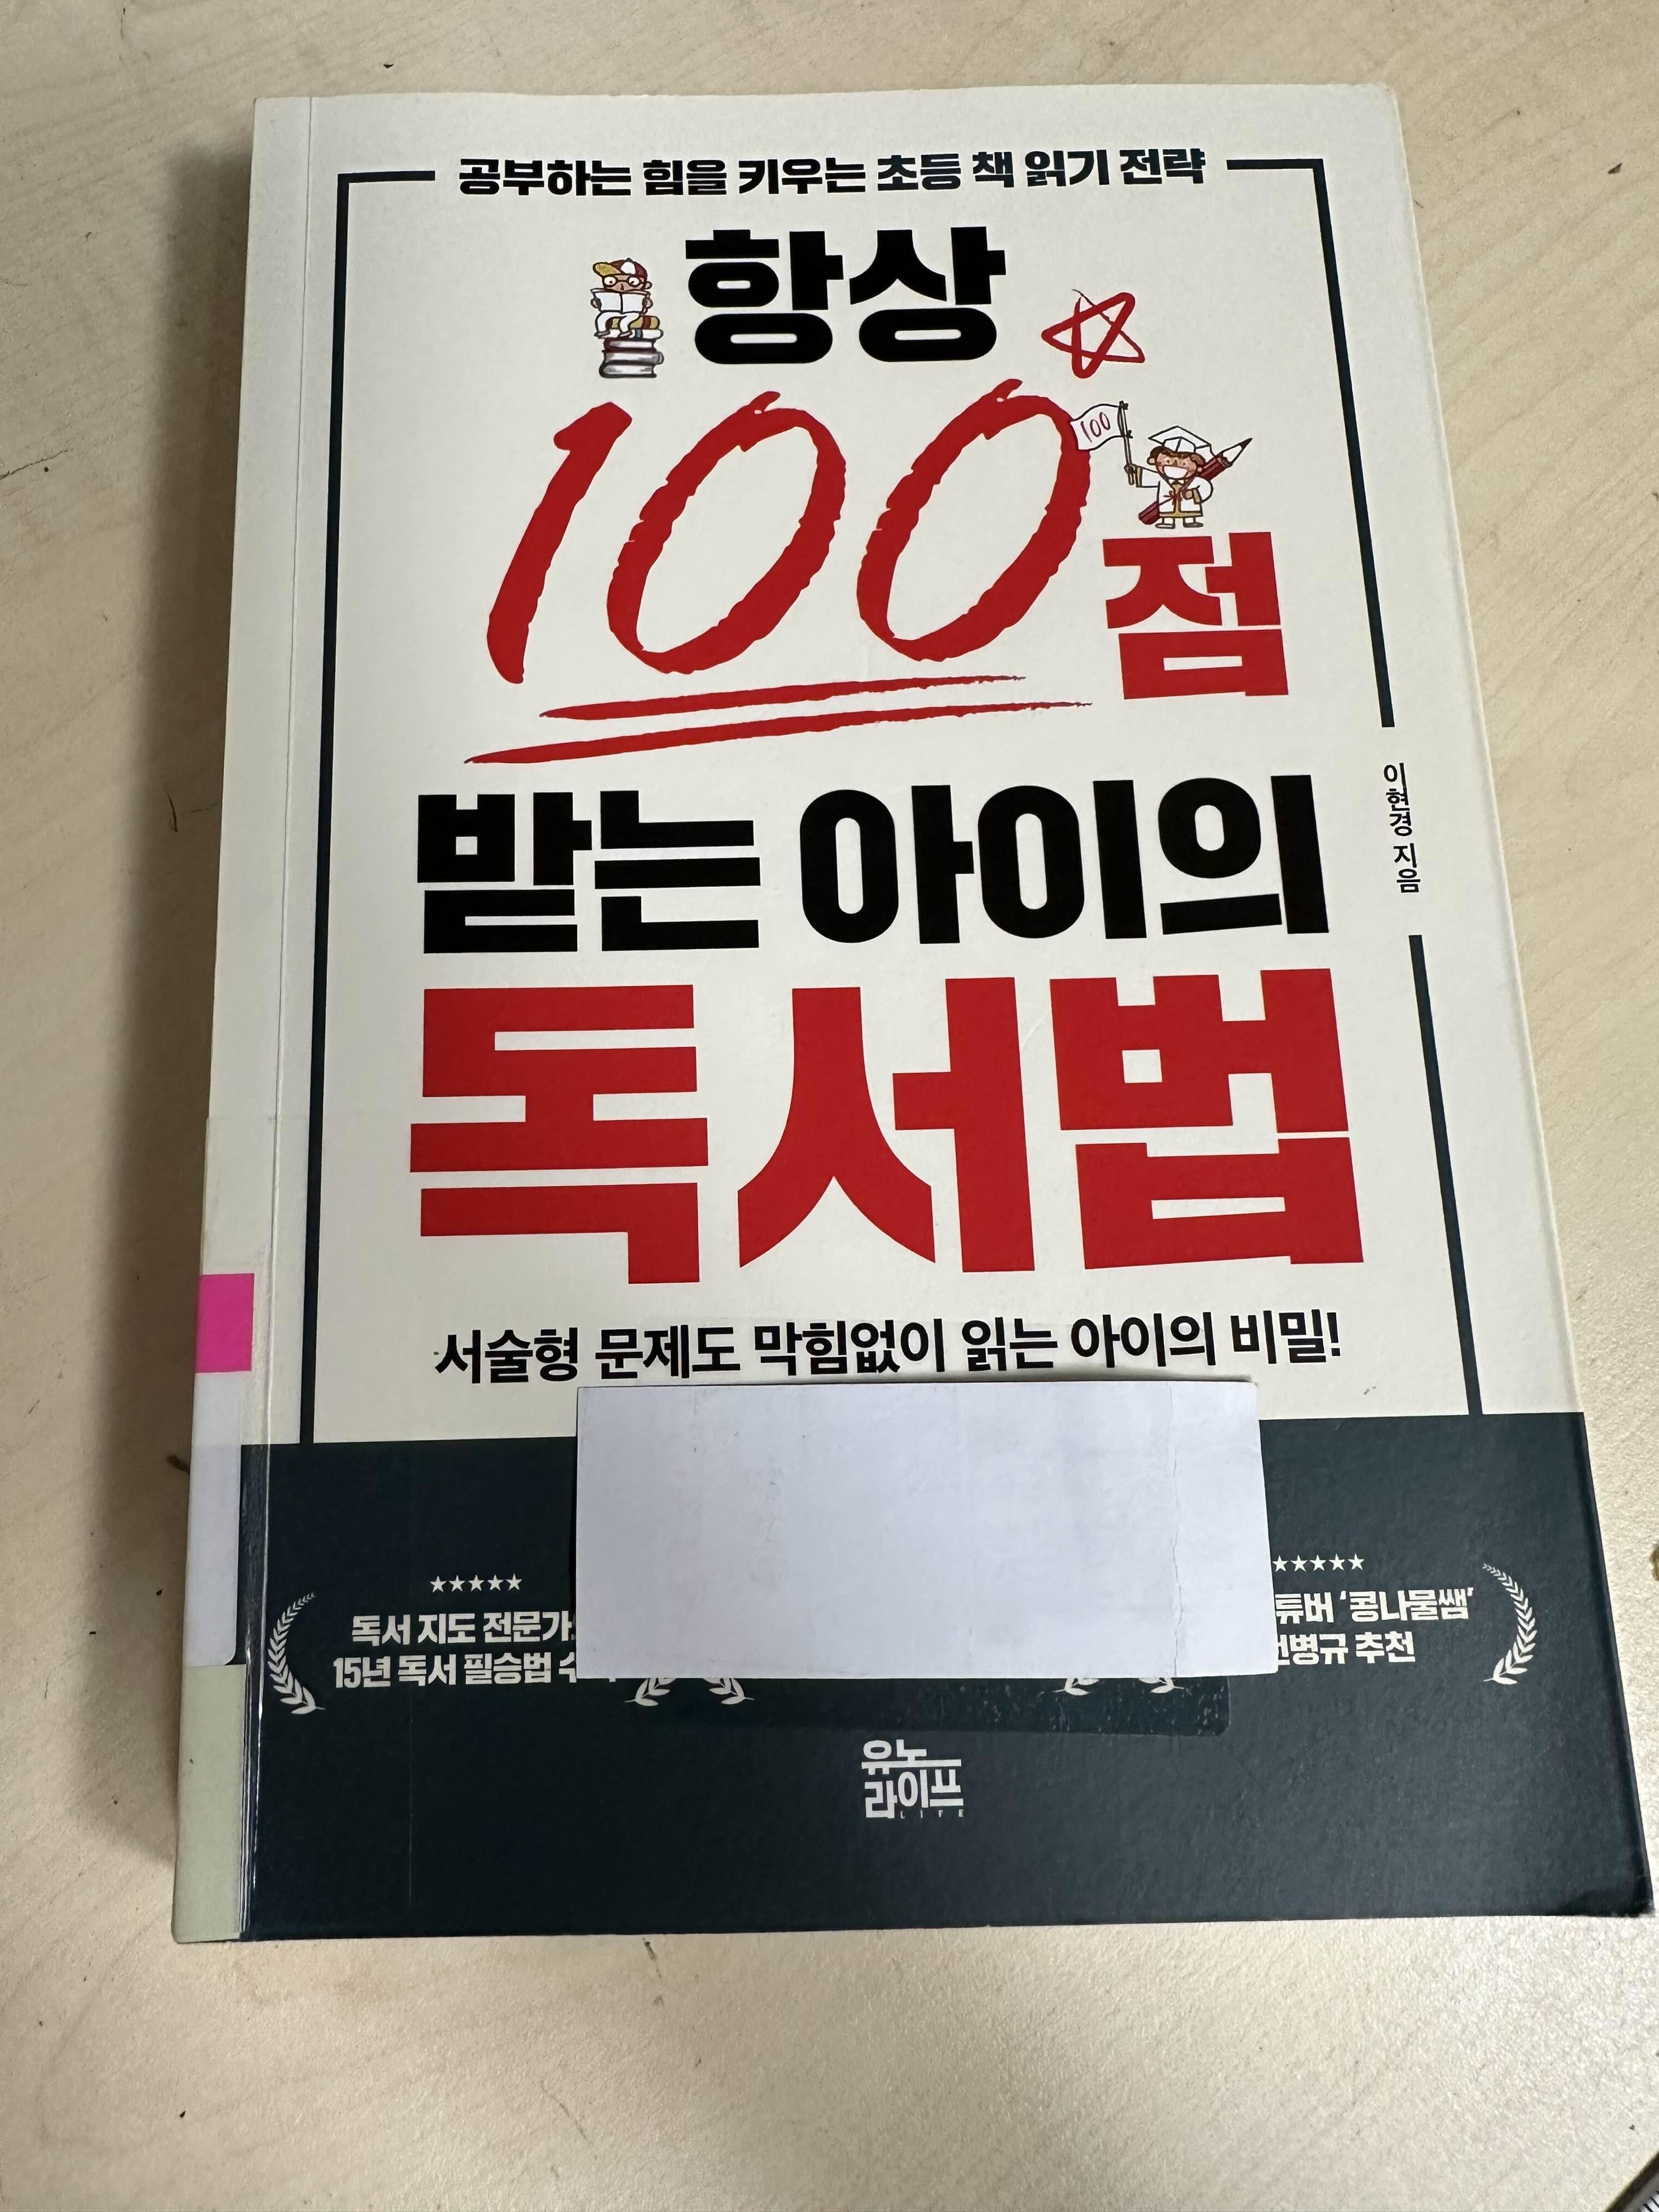 공부하는 힘을 키우는 초등 책 읽기 전략
항상
100
100점
받는 아이의
독서법
이현경 지음
서술형 문제도 막힘없이 읽는 아이의 비밀!
독서 지도 전문가
15년 독서 필승법
튜버 ‘콩나물쌤’
병규 추천
유노
라이프
LIFE